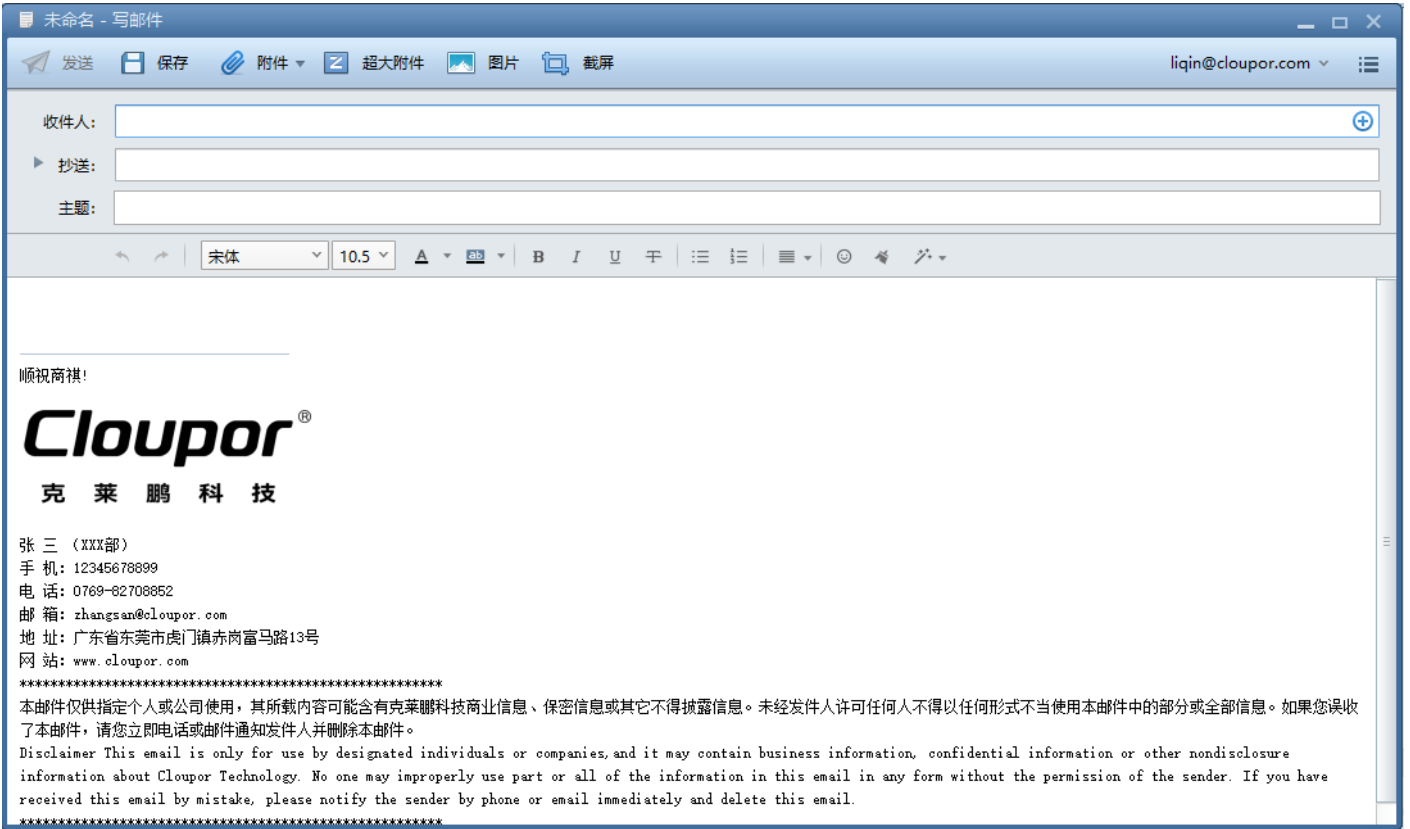 未命名 - 写邮件
发送 保存 附件 超大附件 图片 截屏 liqin@cloupor.com
收件人:
抄送:
主题:
宋体 10.5 A ab B I U
顺祝商祺!
Cloupor®
克莱鹏科技
张 三 （XXX部）
手 机: 12345678899
电 话: 0769-82708852
邮 箱: zhangsan@cloupor.com
地 址: 广东省东莞市虎门镇赤岗富马路13号
网 站: www.cloupor.com
*******************************************************
本邮件仅供指定个人或公司使用，其所载内容可能含有克莱鹏科技商业信息、保密信息或其它不得披露信息。未经发件人许可任何人不得以任何形式不当使用本邮件中的部分或全部信息。如果您误收
了本邮件，请您立即电话或邮件通知发件人并删除本邮件。
Disclaimer This email is only for use by designated individuals or companies,and it may contain business information, confidential information or other nondisclosure
information about Cloupor Technology. No one may improperly use part or all of the information in this email in any form without the permission of the sender. If you have
received this email by mistake, please notify the sender by phone or email immediately and delete this email.
*******************************************************